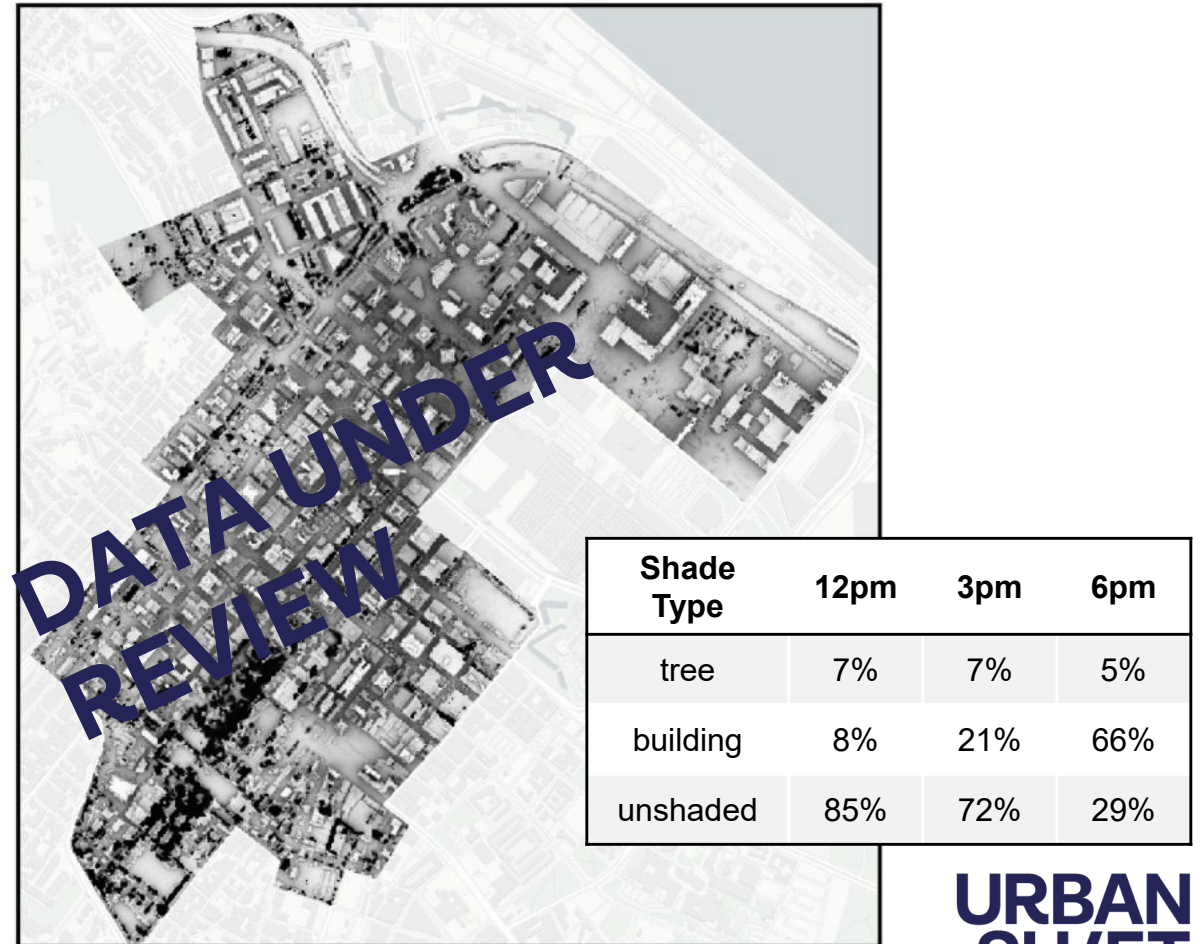 DATA UNDER
REVIEW
Shade Type 12pm 3pm 6pm
tree 7% 7% 5%
building 8% 21% 66%
unshaded 85% 72% 29%
URBAN